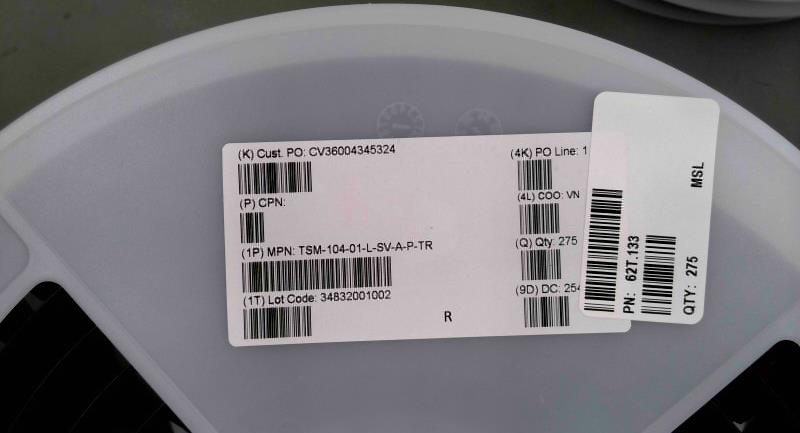 (K) Cust. PO: CV36004345324
(4K) PO Line: 1
(P) CPN:
(4L) COO: VN
(1P) MPN: TSM-104-01-L-SV-A-P-TR
(Q) Qty: 275
(1T) Lot Code: 34832001002
(9D) DC: 254
R
PN: 62T.133
QTY: 275
MSL